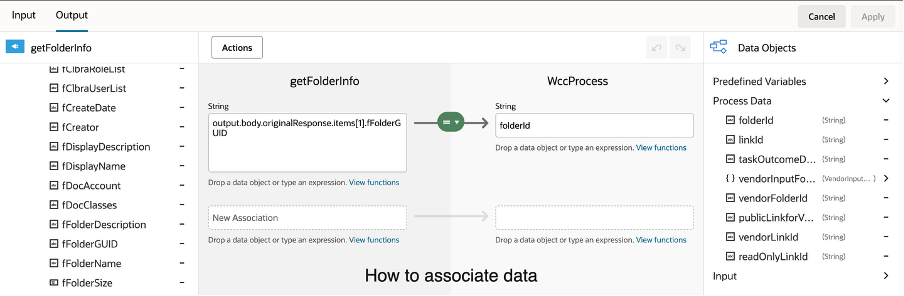 Input Output Cancel Apply
getFolderInfo Actions Data Objects
fClbraRoleList
fClbraUserList
fCreateDate
fCreator
fDisplayDescription
fDisplayName
fDocAccount
fDocClasses
fFolderDescription
fFolderGUID
fFolderName
fFolderSize
getFolderInfo WccProcess
String String
output.body.originalResponse.items[1].fFolderG
UID
=
folderId
Drop a data object or type an expression. View functions
Drop a data object or type an expression. View functions
New Association
Drop a data object or type an expression. View functions
Drop a data object or type an expression. View functions
How to associate data
Predefined Variables
Process Data
folderId (String)
linkId (String)
taskOutcomeD... (String)
{ } vendorInputFo... (VendorInput... )
vendorFolderId (String)
publicLinkforV... (String)
vendorLinkId (String)
readOnlyLinkId (String)
Input